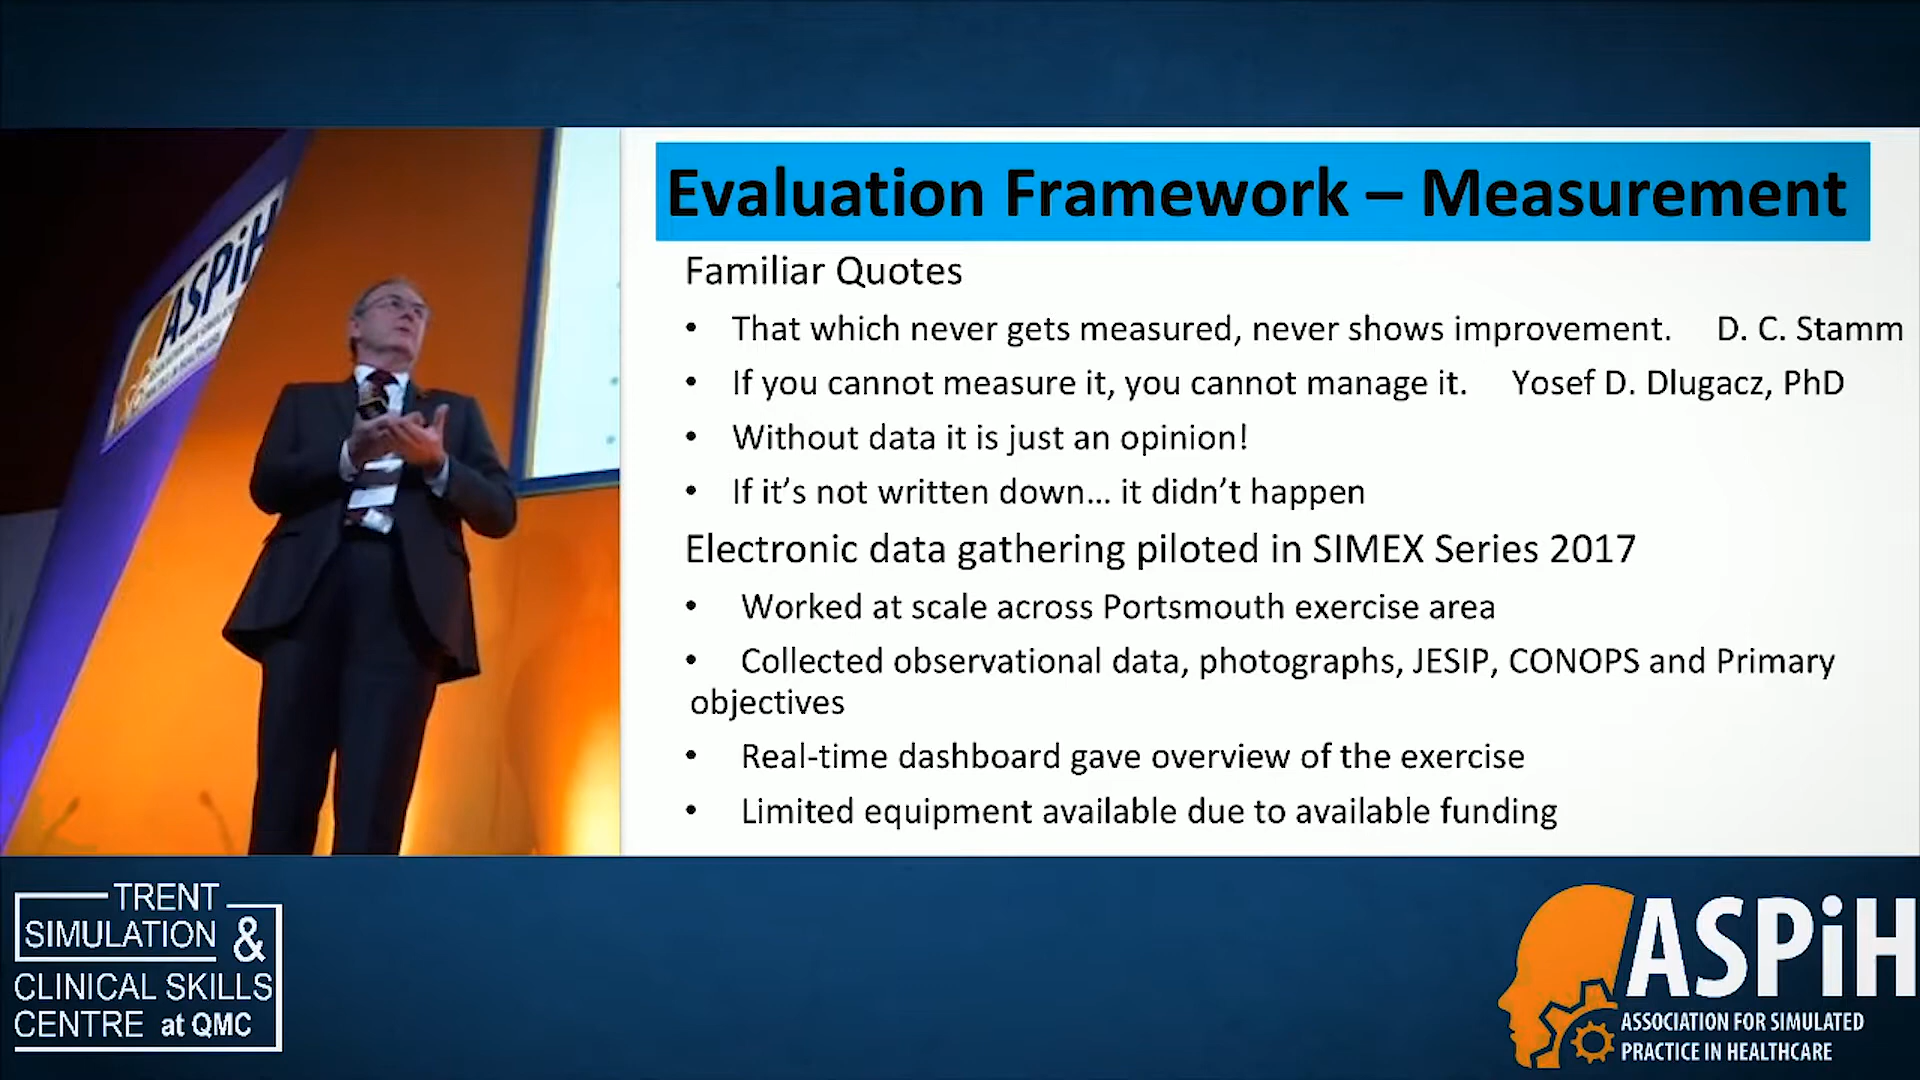 Evaluation Framework – Measurement
Familiar Quotes
• That which never gets measured, never shows improvement. D. C. Stamm
• If you cannot measure it, you cannot manage it. Yosef D. Dlugacz, PhD
• Without data it is just an opinion!
• If it’s not written down… it didn’t happen
Electronic data gathering piloted in SIMEX Series 2017
• Worked at scale across Portsmouth exercise area
• Collected observational data, photographs, JESIP, CONOPS and Primary
objectives
• Real-time dashboard gave overview of the exercise
• Limited equipment available due to available funding
ASPiH
TRENT
SIMULATION &
CLINICAL SKILLS
CENTRE at QMC
ASPiH
ASSOCIATION FOR SIMULATED
PRACTICE IN HEALTHCARE